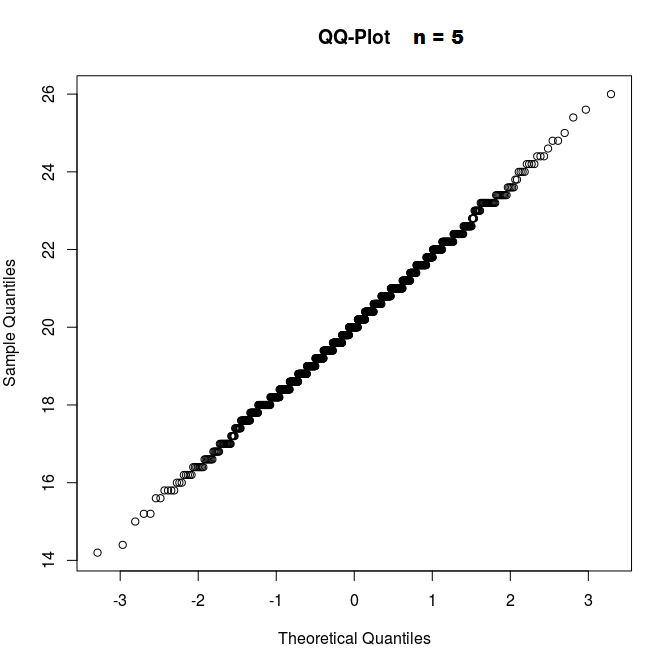 QQ-Plot n = 5
26
24
22
20
18
16
14
Sample Quantiles
-3 -2 -1 0 1 2 3
Theoretical Quantiles